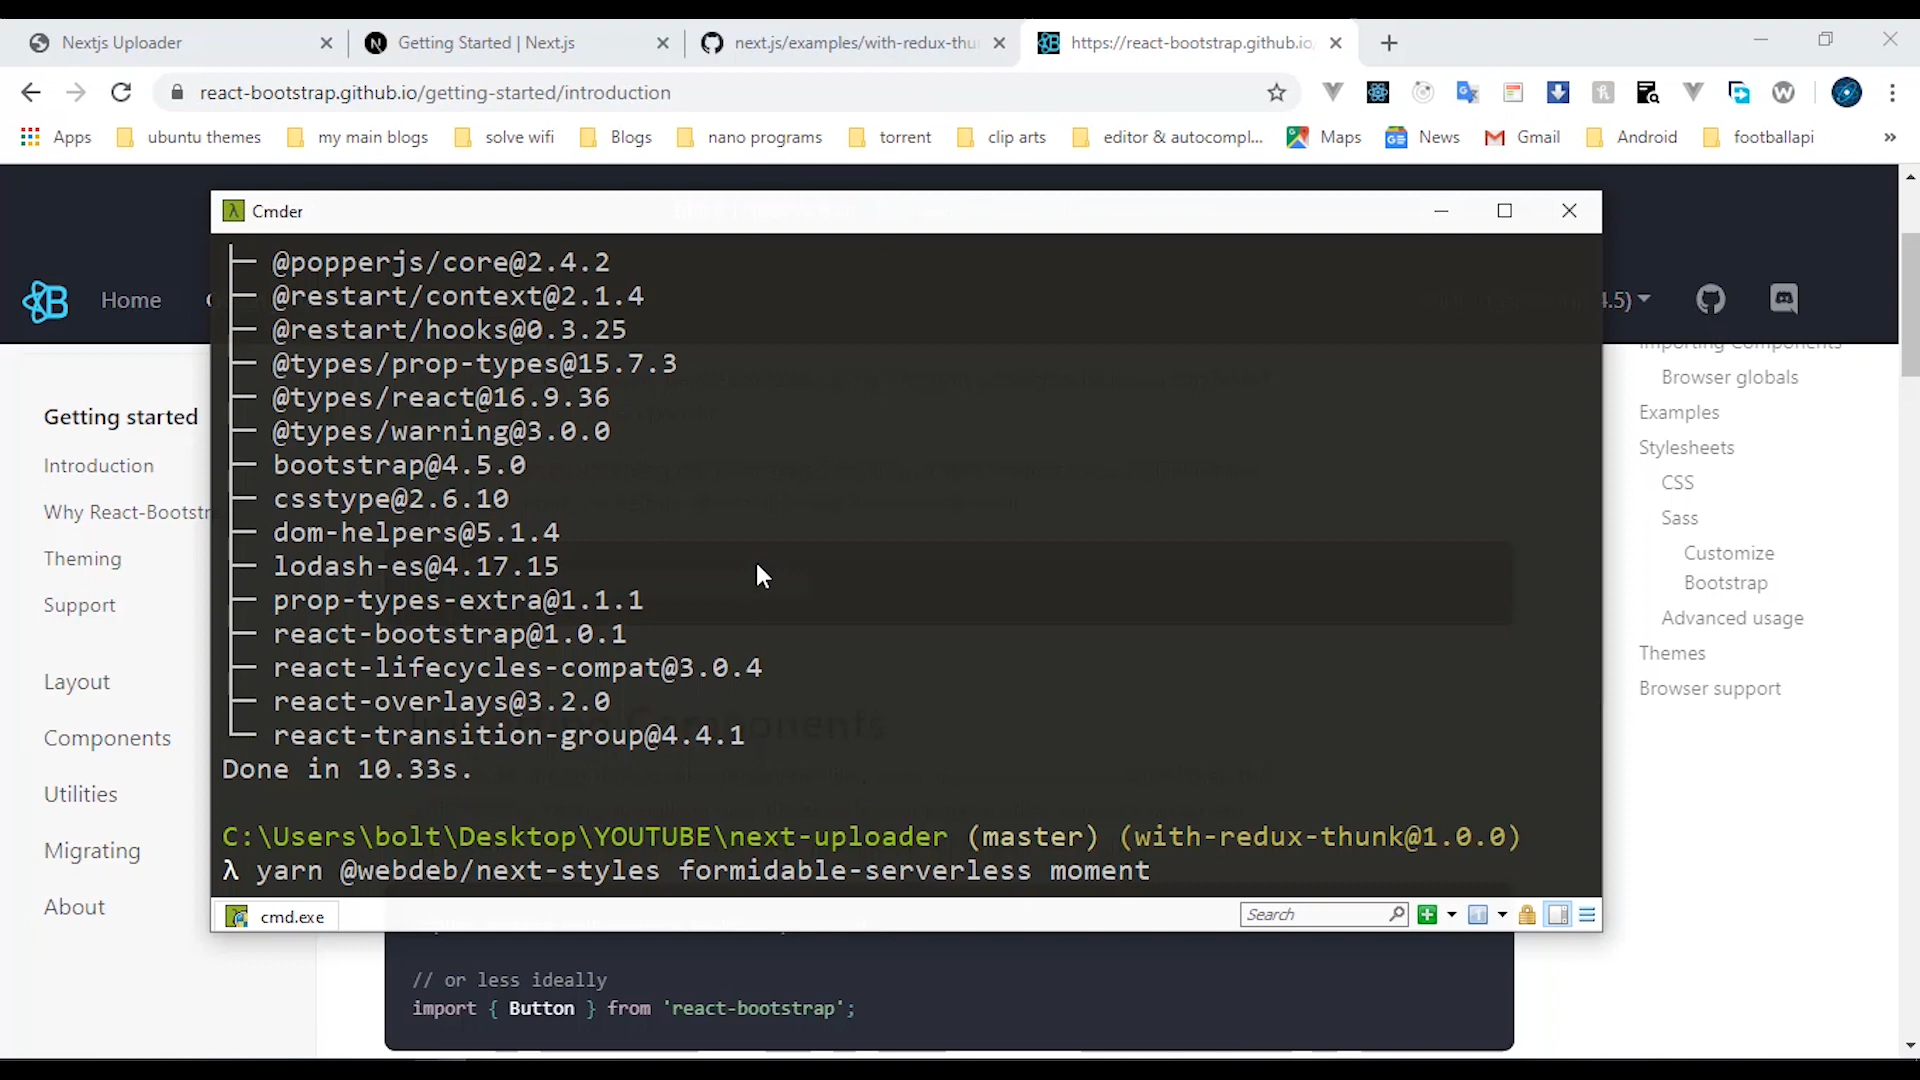 Nextjs Uploader
Getting Started | Next.js
next.js/examples/with-redux-thu
https://react-bootstrap.github.io/
react-bootstrap.github.io/getting-started/introduction
Apps
ubuntu themes
my main blogs
solve wifi
Blogs
nano programs
torrent
clip arts
editor & autocompl...
Maps
News
Gmail
Android
footballapi
»
Cmder
Home
4.5)
├─ @popperjs/core@2.4.2
├─ @restart/context@2.1.4
├─ @restart/hooks@0.3.25
├─ @types/prop-types@15.7.3
├─ @types/react@16.9.36
├─ @types/warning@3.0.0
├─ bootstrap@4.5.0
├─ csstype@2.6.10
├─ dom-helpers@5.1.4
├─ lodash-es@4.17.15
├─ prop-types-extra@1.1.1
├─ react-bootstrap@1.0.1
├─ react-lifecycles-compat@3.0.4
├─ react-overlays@3.2.0
└─ react-transition-group@4.4.1
Done in 10.33s.
C:\Users\bolt\Desktop\YOUTUBE\next-uploader (master) (with-redux-thunk@1.0.0)
λ yarn @webdeb/next-styles formidable-serverless moment
cmd.exe
Search
Getting started
Introduction
Why React-Bootstr
Theming
Support
Layout
Components
Utilities
Migrating
About
Importing Components
Browser globals
Examples
Stylesheets
CSS
Sass
Customize
Bootstrap
Advanced usage
Themes
Browser support
Importing Components
// or less ideally
import { Button } from 'react-bootstrap';